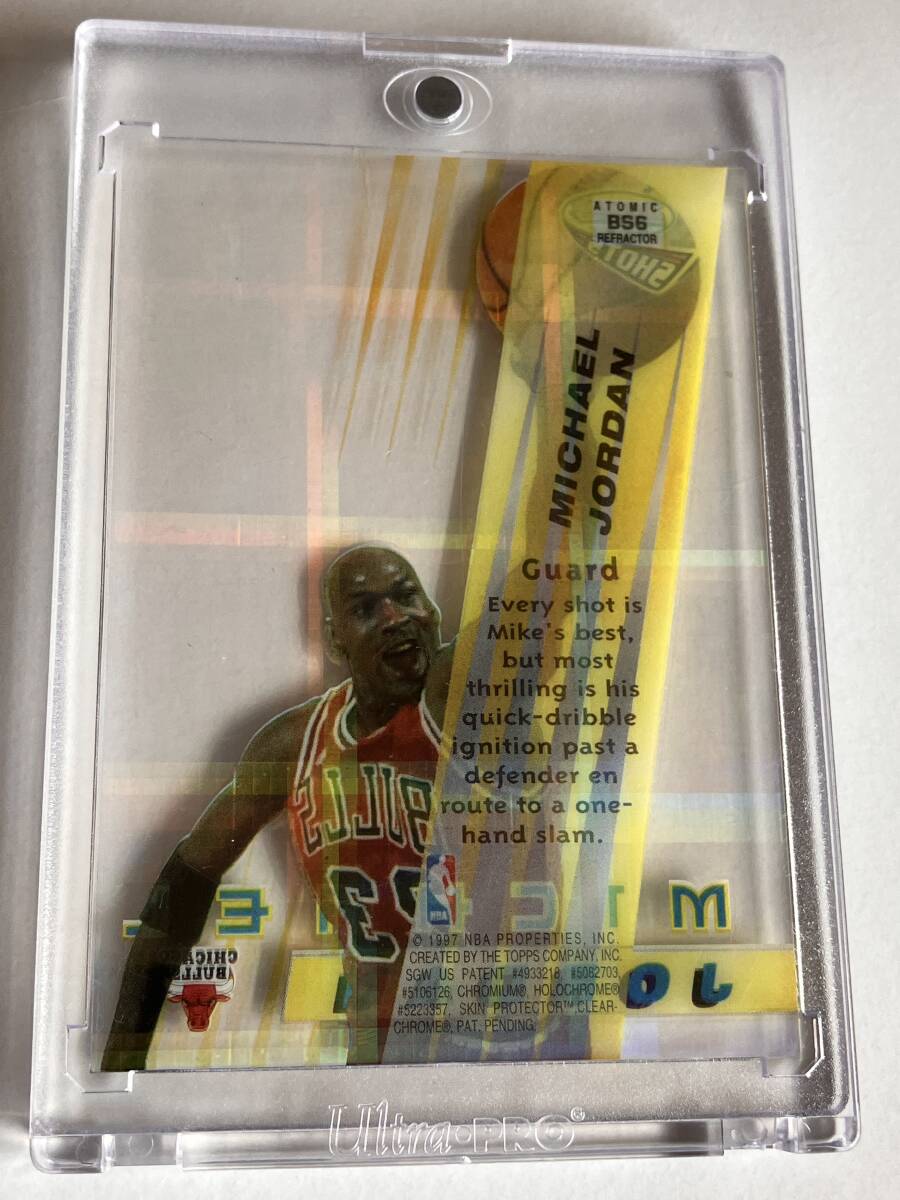 ATOMIC
BS6
REFRACTOR
SHOTS
MICHAEL
JORDAN
Guard
Every shot is
Mike's best,
but most
thrilling is his
quick-dribble
ignition past a
defender en
route to a one-
hand slam.
BULLS
23
NBA
CHICAGO
BULLS
© 1997 NBA PROPERTIES, INC.
CREATED BY THE TOPPS COMPANY, INC.
SGW US PATENT #4933218, #5082703,
#5106126, CHROMIUM®, HOLOCHROME®
#5223357, SKIN PROTECTOR™,CLEAR-
CHROME®, PAT. PENDING.
Ultra·PRO®